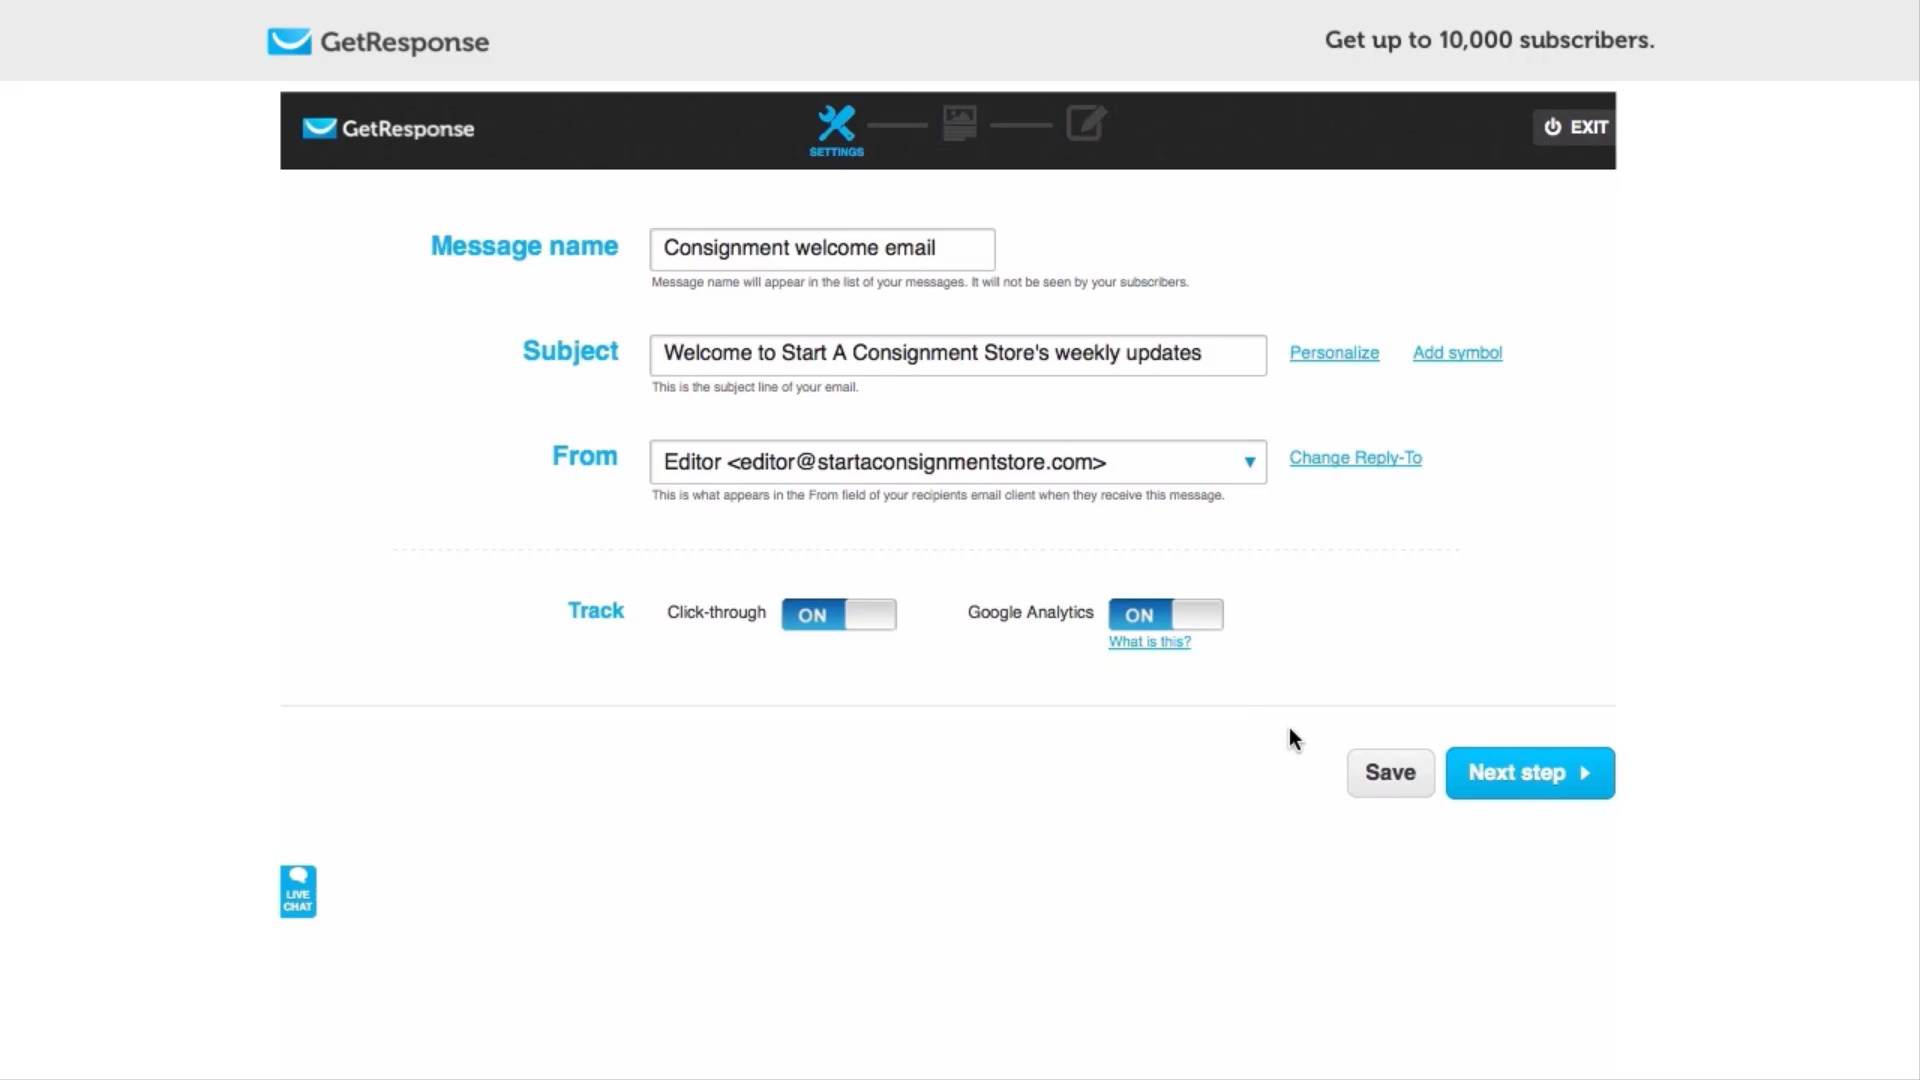 GetResponse
Get up to 10,000 subscribers.
GetResponse
SETTINGS
EXIT
Message name
Consignment welcome email
Message name will appear in the list of your messages. It will not be seen by your subscribers.
Subject
Welcome to Start A Consignment Store's weekly updates
Personalize
Add symbol
This is the subject line of your email.
From
Editor <editor@startaconsignmentstore.com>
Change Reply-To
This is what appears in the From field of your recipients email client when they receive this message.
Track
Click-through
ON
Google Analytics
ON
What is this?
Save
Next step
LIVE
CHAT